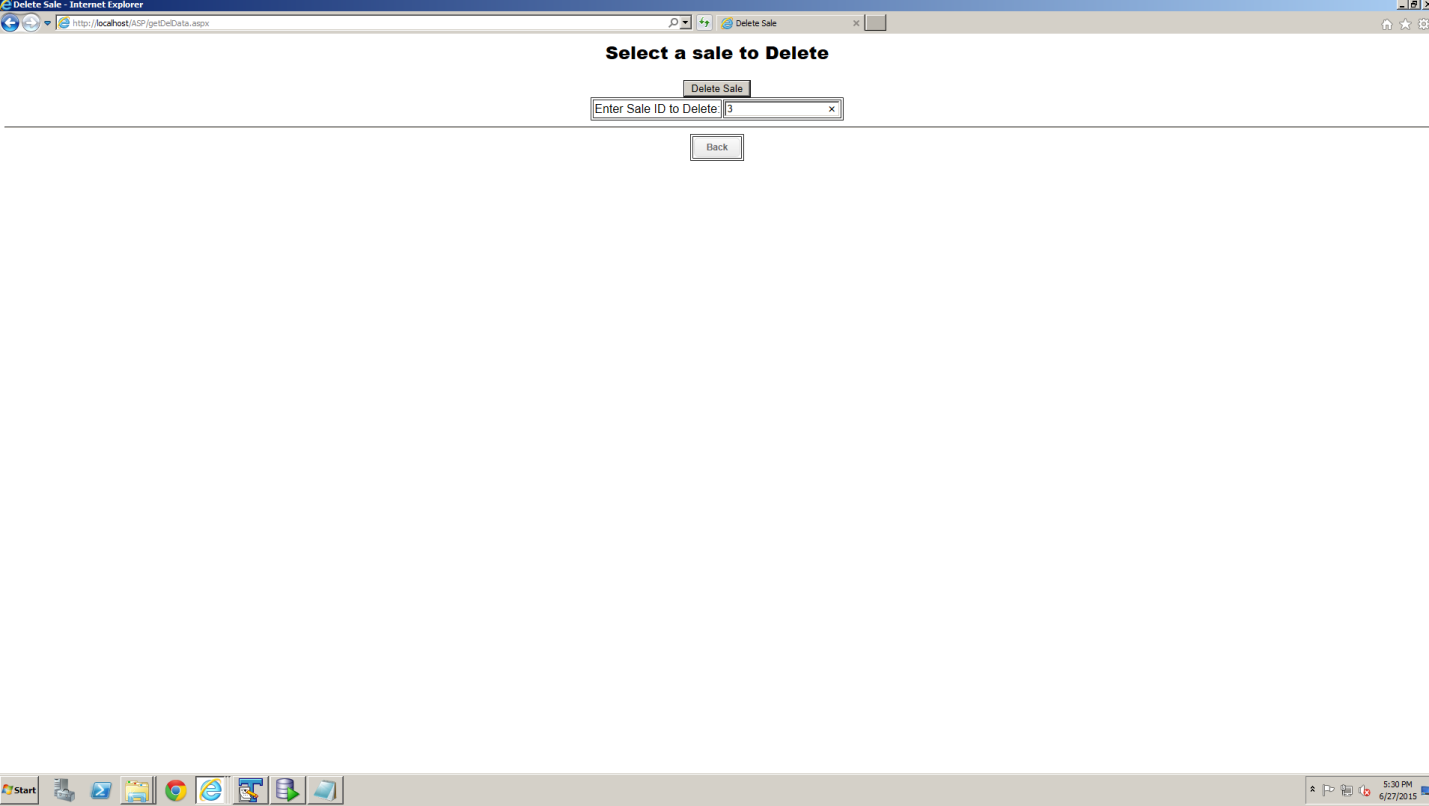 Delete Sale - Internet Explorer
http://localhost/ASP/getDelData.aspx
Delete Sale
Select a sale to Delete
Delete Sale
Enter Sale ID to Delete: 3
Back
Start
5:30 PM
6/27/2015